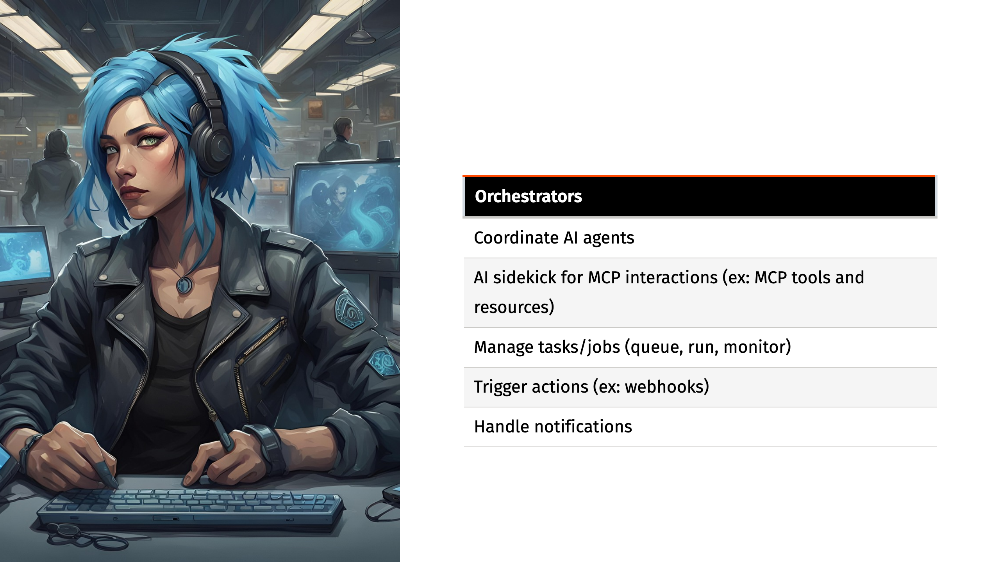 Orchestrators
Coordinate AI agents
AI sidekick for MCP interactions (ex: MCP tools and
resources)
Manage tasks/jobs (queue, run, monitor)
Trigger actions (ex: webhooks)
Handle notifications